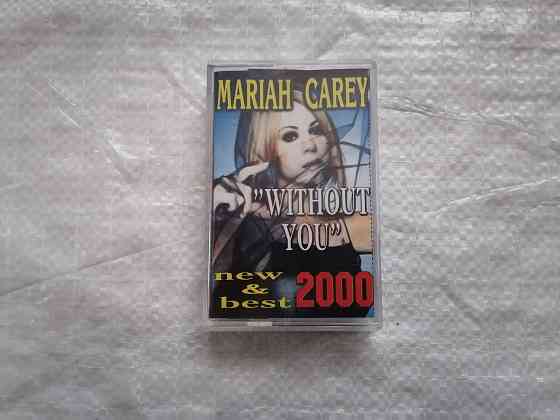 MARIAH CAREY
"WITHOUT
YOU"
new
&
best 2000